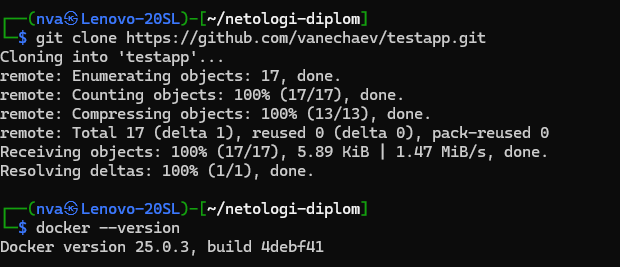 ┌──(nva㉿Lenovo-20SL)-[~/netologi-diplom]
└─$ git clone https://github.com/vanechaev/testapp.git
Cloning into 'testapp'...
remote: Enumerating objects: 17, done.
remote: Counting objects: 100% (17/17), done.
remote: Compressing objects: 100% (13/13), done.
remote: Total 17 (delta 1), reused 0 (delta 0), pack-reused 0
Receiving objects: 100% (17/17), 5.89 KiB | 1.47 MiB/s, done.
Resolving deltas: 100% (1/1), done.
┌──(nva㉿Lenovo-20SL)-[~/netologi-diplom]
└─$ docker --version
Docker version 25.0.3, build 4debf41